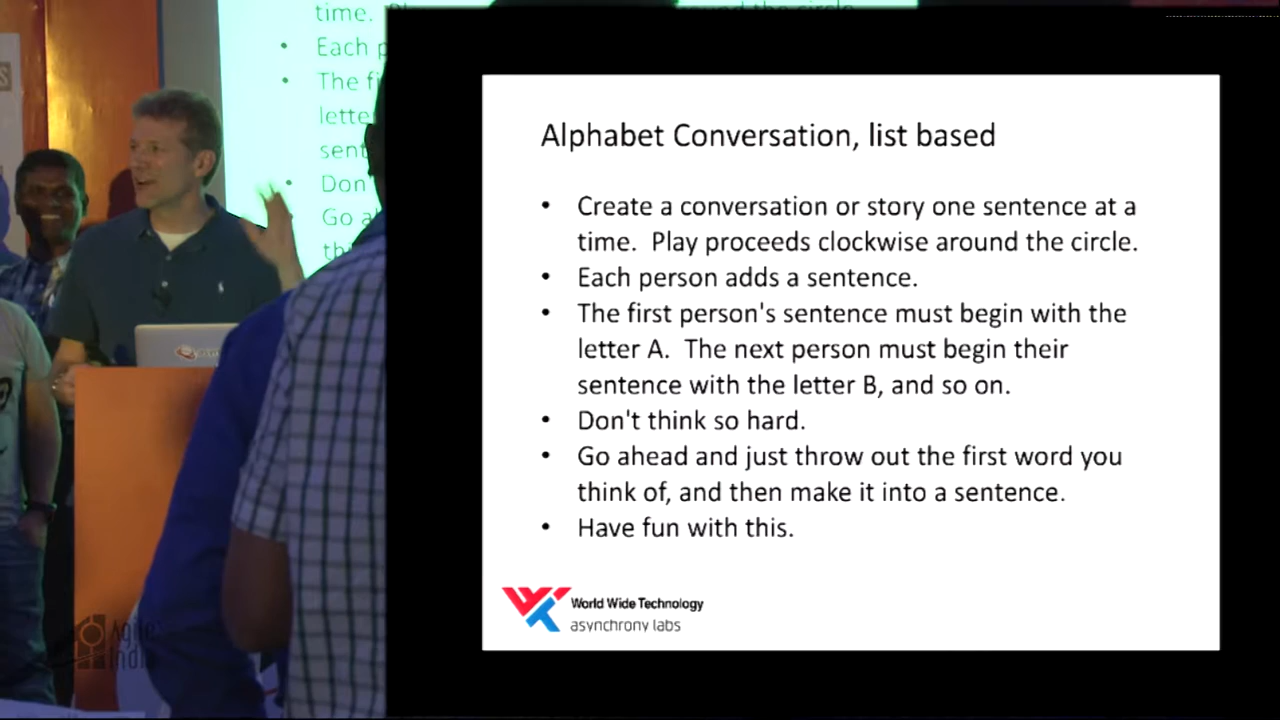 time.
Each p
The fi
lette
sent
Don'
Go al
thi
Alphabet Conversation, list based
• Create a conversation or story one sentence at a
time. Play proceeds clockwise around the circle.
• Each person adds a sentence.
• The first person's sentence must begin with the
letter A. The next person must begin their
sentence with the letter B, and so on.
• Don't think so hard.
• Go ahead and just throw out the first word you
think of, and then make it into a sentence.
• Have fun with this.
World Wide Technology
asynchrony labs
Agile
India